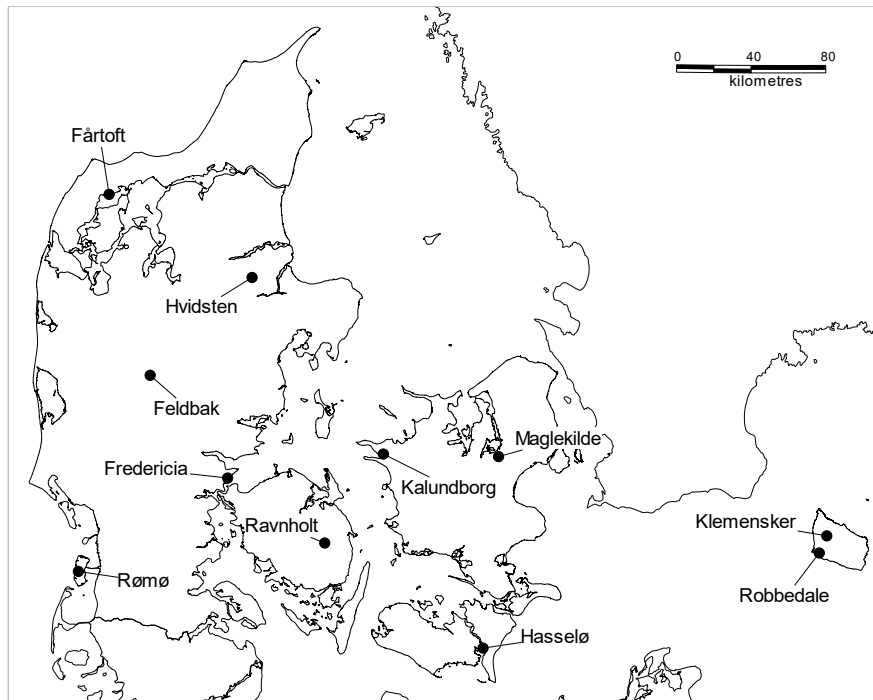 0 40 80
kilometres
Fårtoft
Hvidsten
Feldbak
Maglekilde
Fredericia
Kalundborg
Ravnholt
Klemensker
Rømø
Robbedale
Hasselø